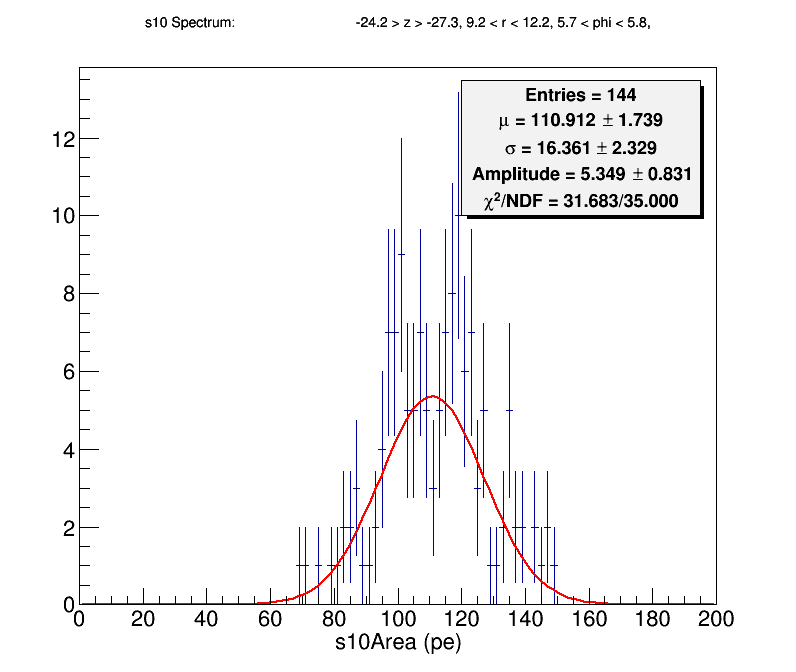 s10 Spectrum: -24.2 > z > -27.3, 9.2 < r < 12.2, 5.7 < phi < 5.8,
Entries = 144
μ = 110.912 ± 1.739
σ = 16.361 ± 2.329
Amplitude = 5.349 ± 0.831
χ²/NDF = 31.683/35.000
12
10
8
6
4
2
0
0 20 40 60 80 100 120 140 160 180 200
s10Area (pe)